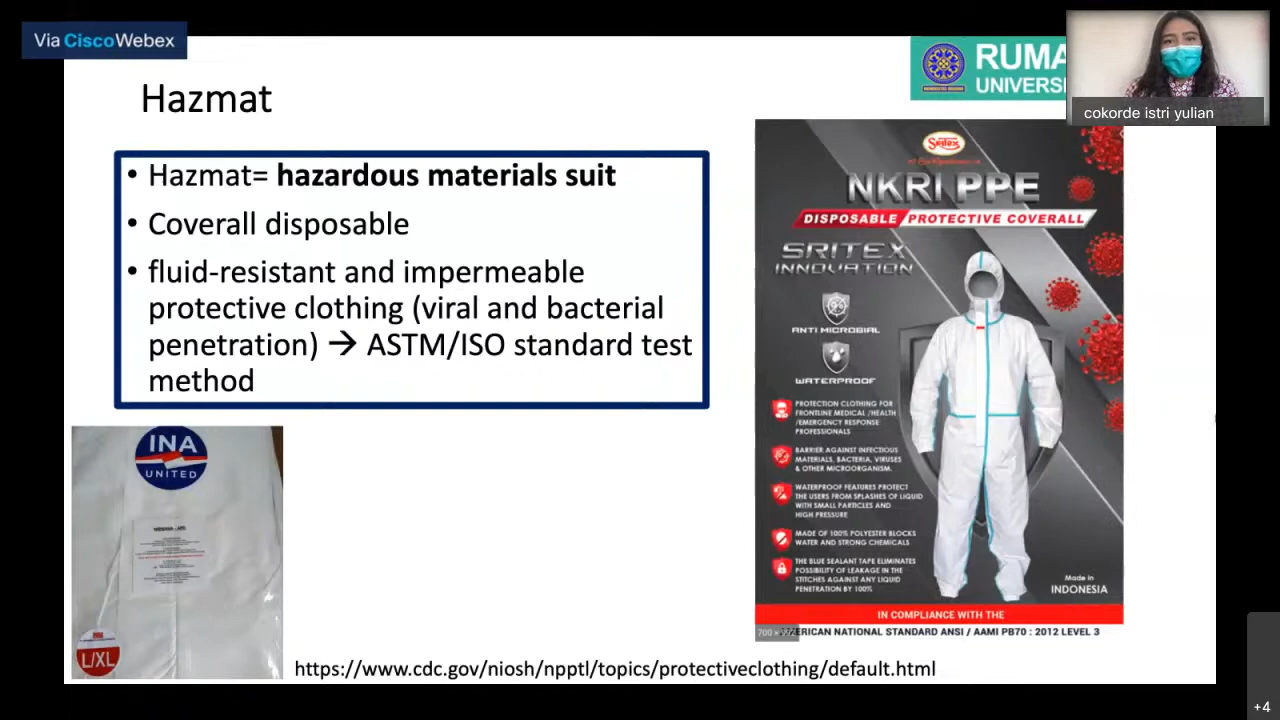 Via CiscoWebex
RUMA
UNIVERSI
cokorde istri yulian
Hazmat
• Hazmat= hazardous materials suit
• Coverall disposable
• fluid-resistant and impermeable
protective clothing (viral and bacterial
penetration) → ASTM/ISO standard test
method
Sritex
NKRI PPE
DISPOSABLE PROTECTIVE COVERALL
SRITEX
INNOVATION
ANTI MICROBIAL
WATERPROOF
PROTECTION CLOTHING FOR
FRONTLINE MEDICAL /HEALTH
/EMERGENCY RESPONSE
PROFESSIONALS
BARRIER AGAINST INFECTIOUS
MATERIALS, BACTERIA, VIRUSES
& OTHER MICROORGANISM.
WATERPROOF FEATURES PROTECT
THE USERS FROM SPLASHES OF LIQUID
WITH SMALL PARTICLES AND
HIGH PRESSURE
MADE OF 100% POLYESTER BLOCKS
WATER AND STRONG CHEMICALS
THE BLUE SEALANT TAPE ELIMINATES
POSSIBILITY OF LEAKAGE IN THE
STITCHES AGAINST ANY LIQUID
PENETRATION BY 100%
Made in
INDONESIA
IN COMPLIANCE WITH THE
ERICAN NATIONAL STANDARD ANSI / AAMI PB70 : 2012 LEVEL 3
INA
UNITED
L/XL
https://www.cdc.gov/niosh/npptl/topics/protectiveclothing/default.html
+4